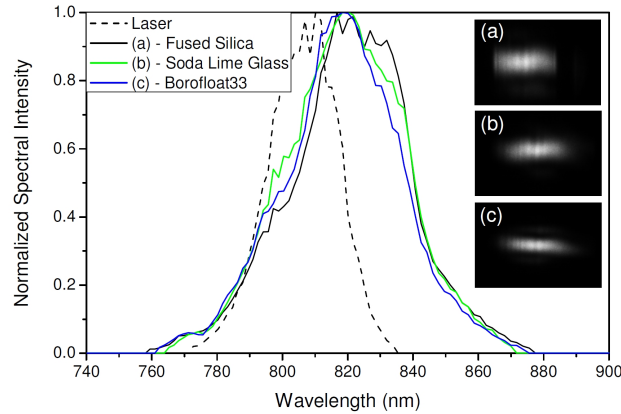 Laser
(a) - Fused Silica
(b) - Soda Lime Glass
(c) - Borofloat33
(a)
(b)
(c)
Normalized Spectral Intensity
1.0
0.8
0.6
0.4
0.2
0.0
740 760 780 800 820 840 860 880 900
Wavelength (nm)